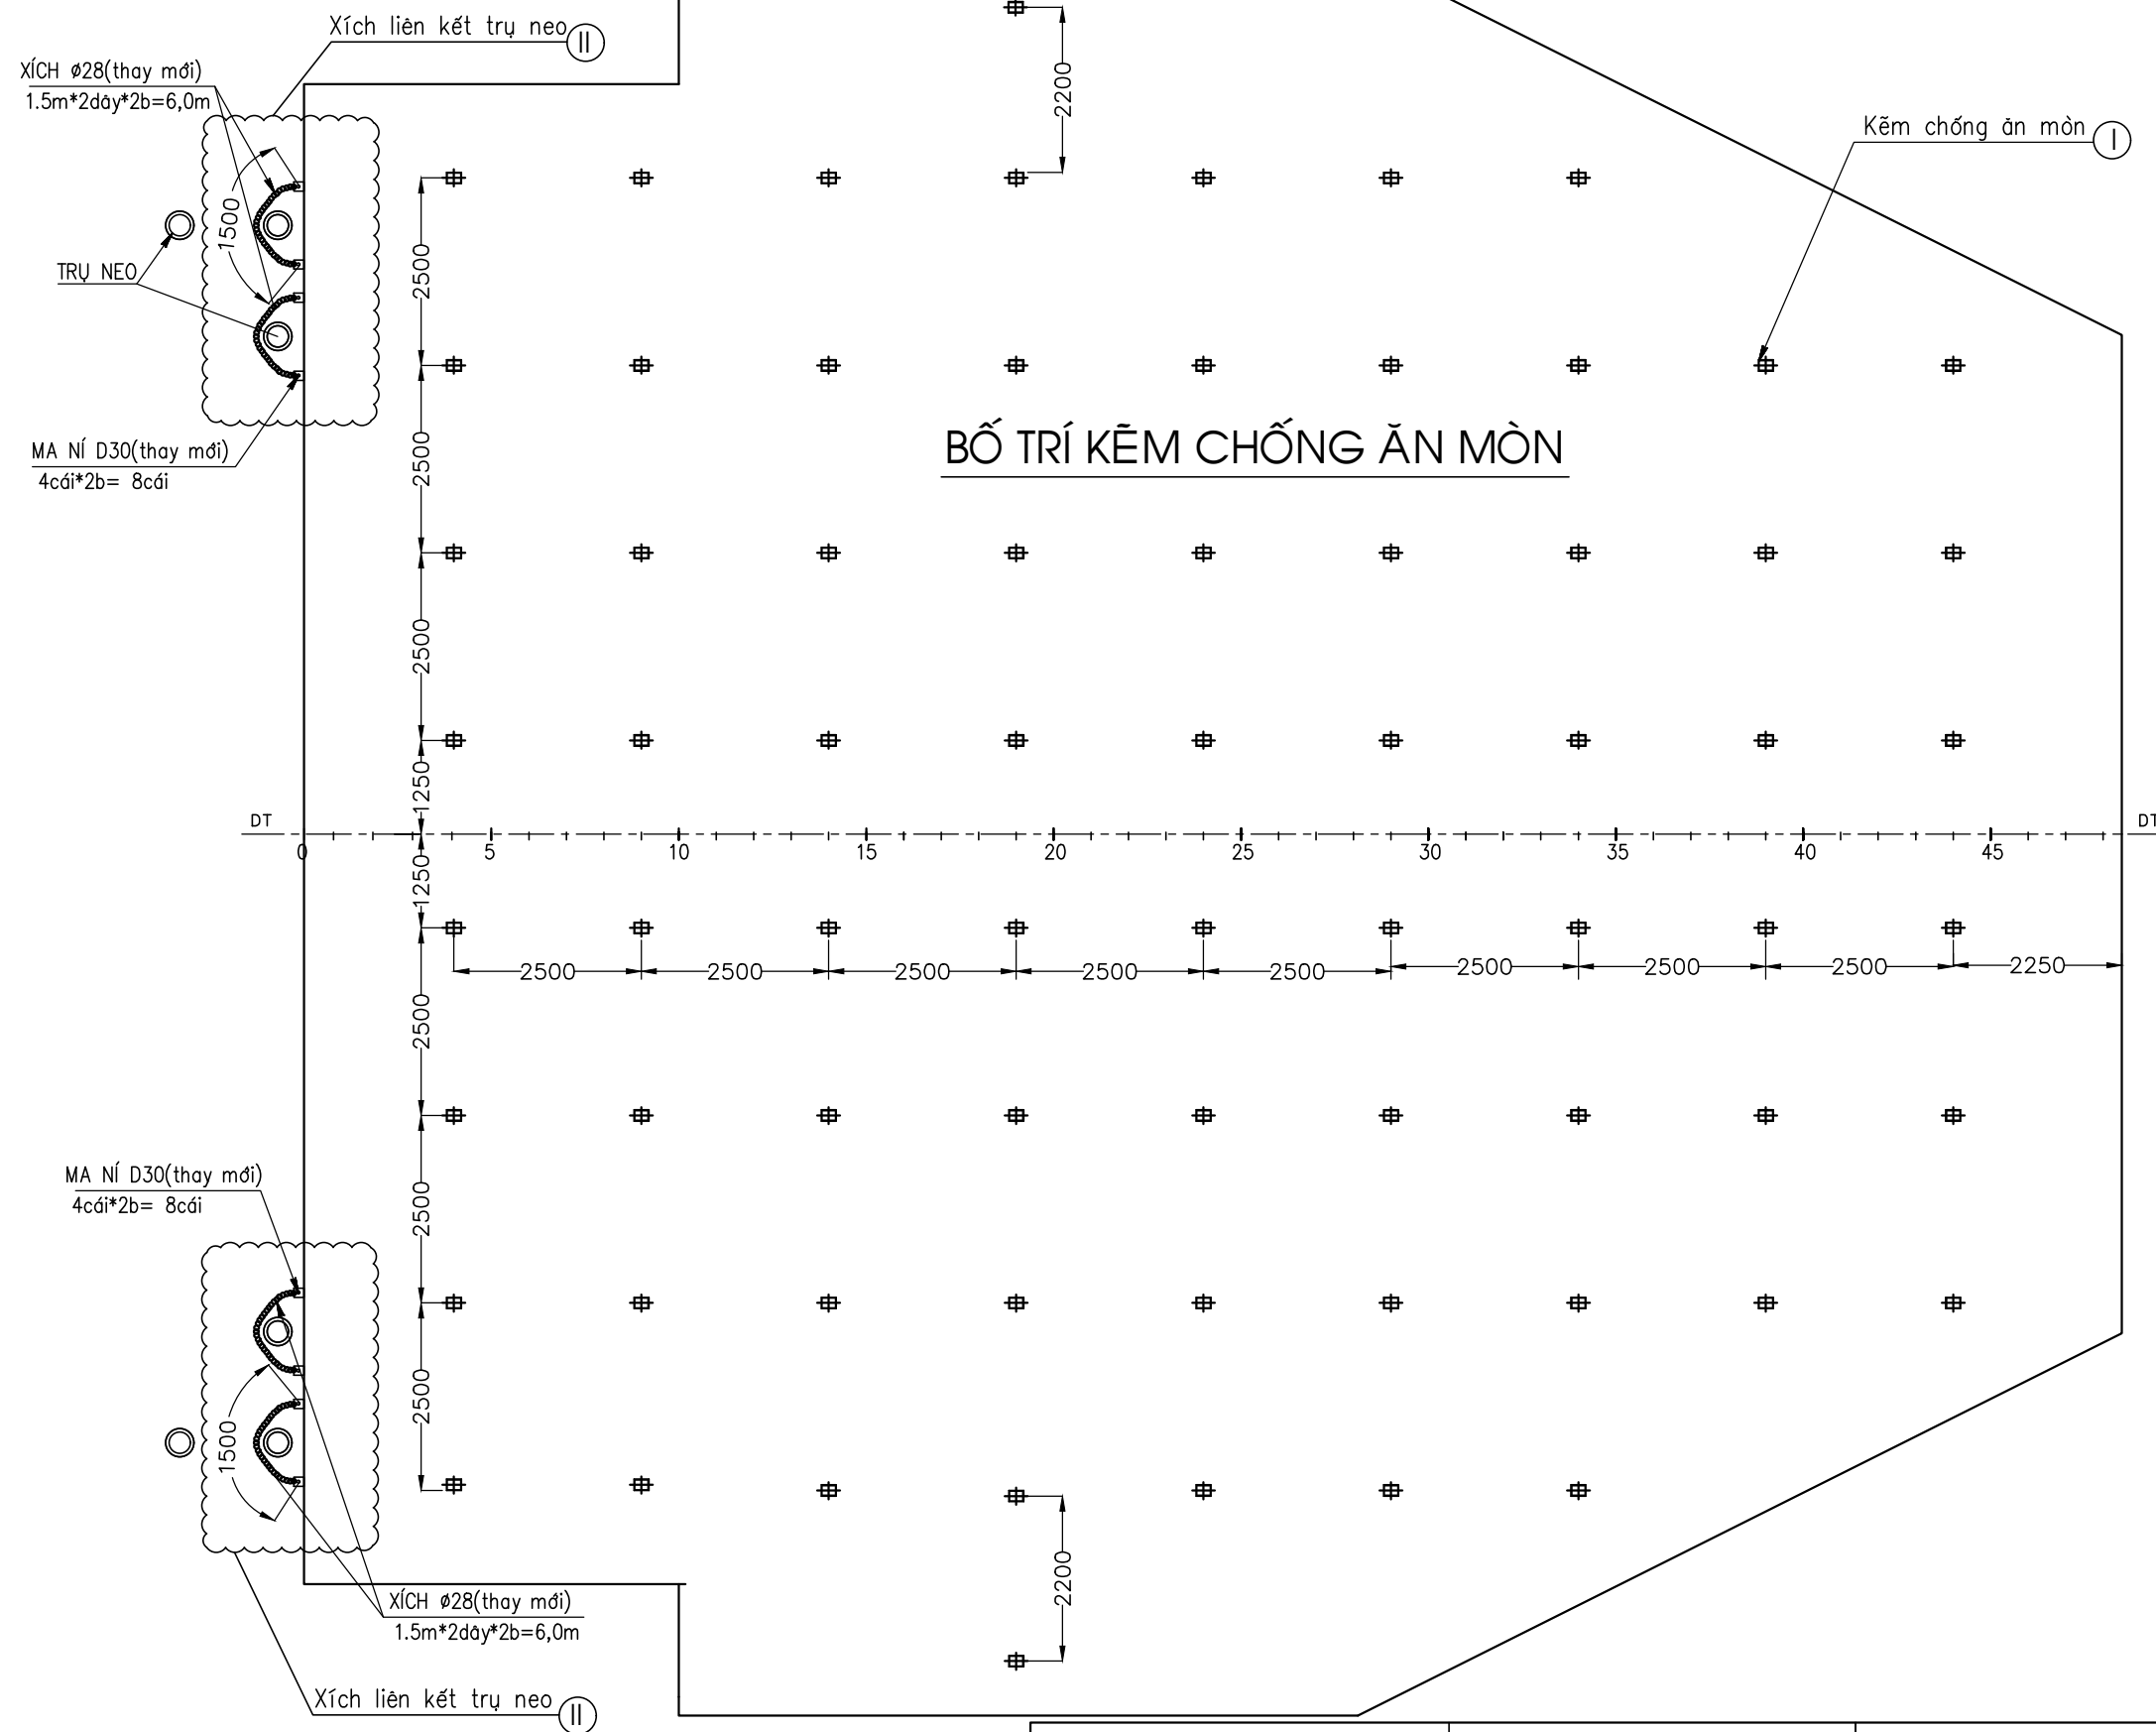 Xích liên kết trụ neo II
XÍCH ø28(thay mới)
1.5m*2dây*2b=6,0m
2200
Kẽm chống ăn mòn I
1500
TRỤ NEO
2500
MA NÍ D30(thay mới)
4cái*2b= 8cái
BỐ TRÍ KẼM CHỐNG ĂN MÒN
2500
2500
1250
DT
DT
0 5 10 15 20 25 30 35 40 45
1250
2500 2500 2500 2500 2500 2500 2500 2500 2250
2500
MA NÍ D30(thay mới)
4cái*2b= 8cái
2500
2500
1500
2200
XÍCH ø28(thay mới)
1.5m*2dây*2b=6,0m
Xích liên kết trụ neo II